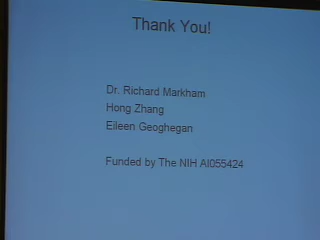 Thank You!
Dr. Richard Markham
Hong Zhang
Eileen Geoghegan
Funded by The NIH AI055424